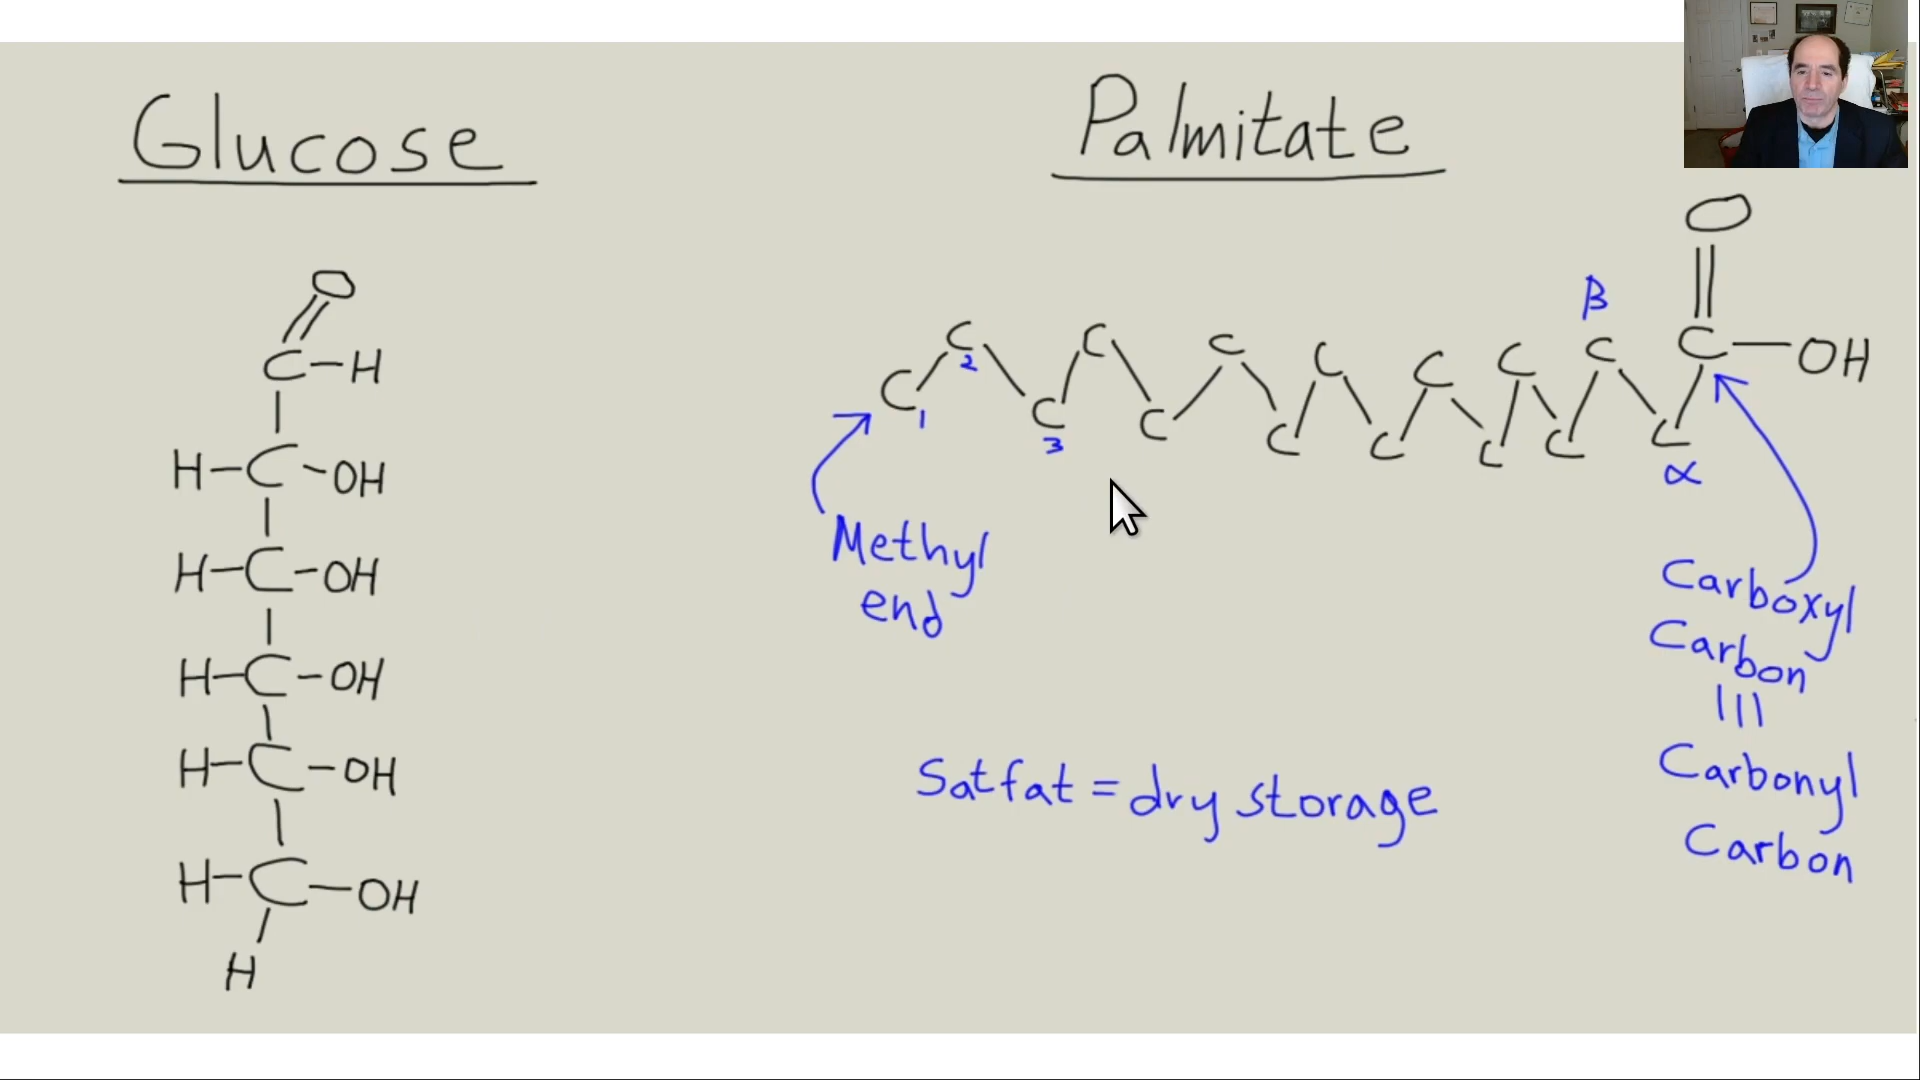 Glucose
O
C-H
H-C-OH
H-C-OH
H-C-OH
H-C-OH
H-C-OH
H
Palmitate
O
β
C C C C C C C C C-OH
C C C C C C C C
1 2 3 α
Methyl
end
Carboxyl
Carbon
|||
Carbonyl
Carbon
Satfat = dry storage